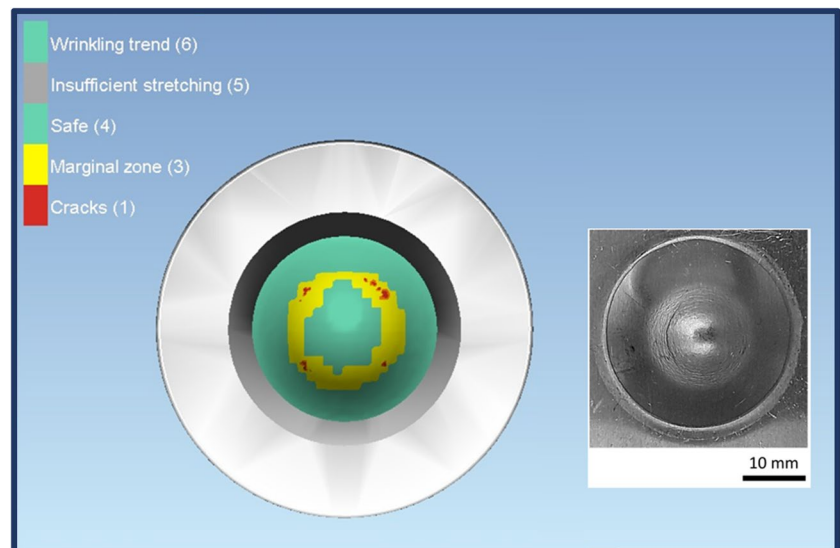 Wrinkling trend (6)
Insufficient stretching (5)
Safe (4)
Marginal zone (3)
Cracks (1)
10 mm